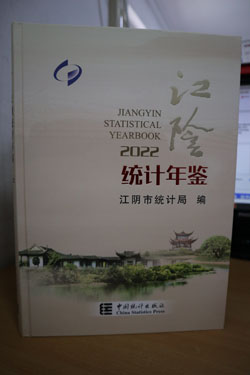 江阴
JIANGYIN
STATISTICAL
YEARBOOK
2022
统计年鉴
江阴市统计局 编
中国统计出版社
China Statistics Press